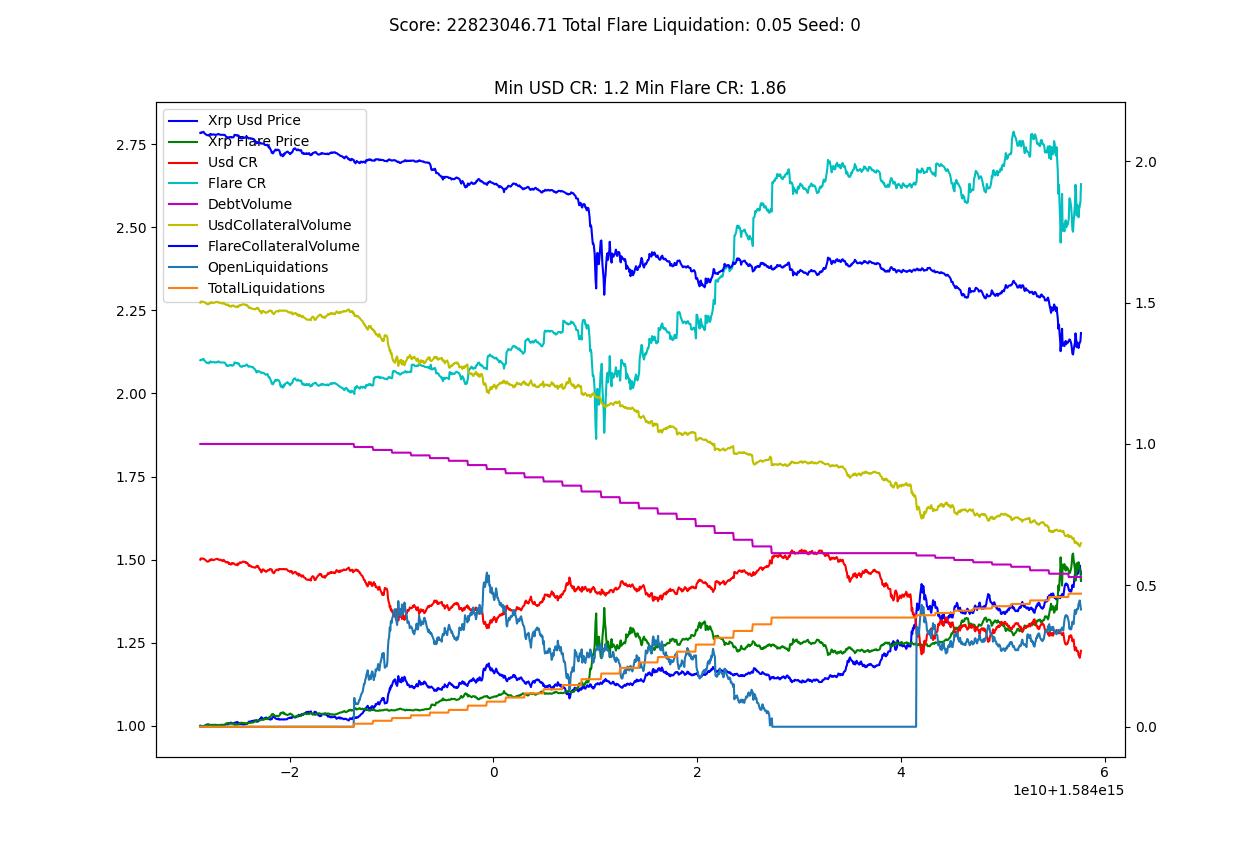 Score: 22823046.71 Total Flare Liquidation: 0.05 Seed: 0
Min USD CR: 1.2 Min Flare CR: 1.86
Xrp Usd Price
Xrp Flare Price
Usd CR
Flare CR
DebtVolume
UsdCollateralVolume
FlareCollateralVolume
OpenLiquidations
TotalLiquidations
2.75
2.50
2.25
2.00
1.75
1.50
1.25
1.00
2.0
1.5
1.0
0.5
0.0
−2
0
2
4
6
1e10+1.584e15